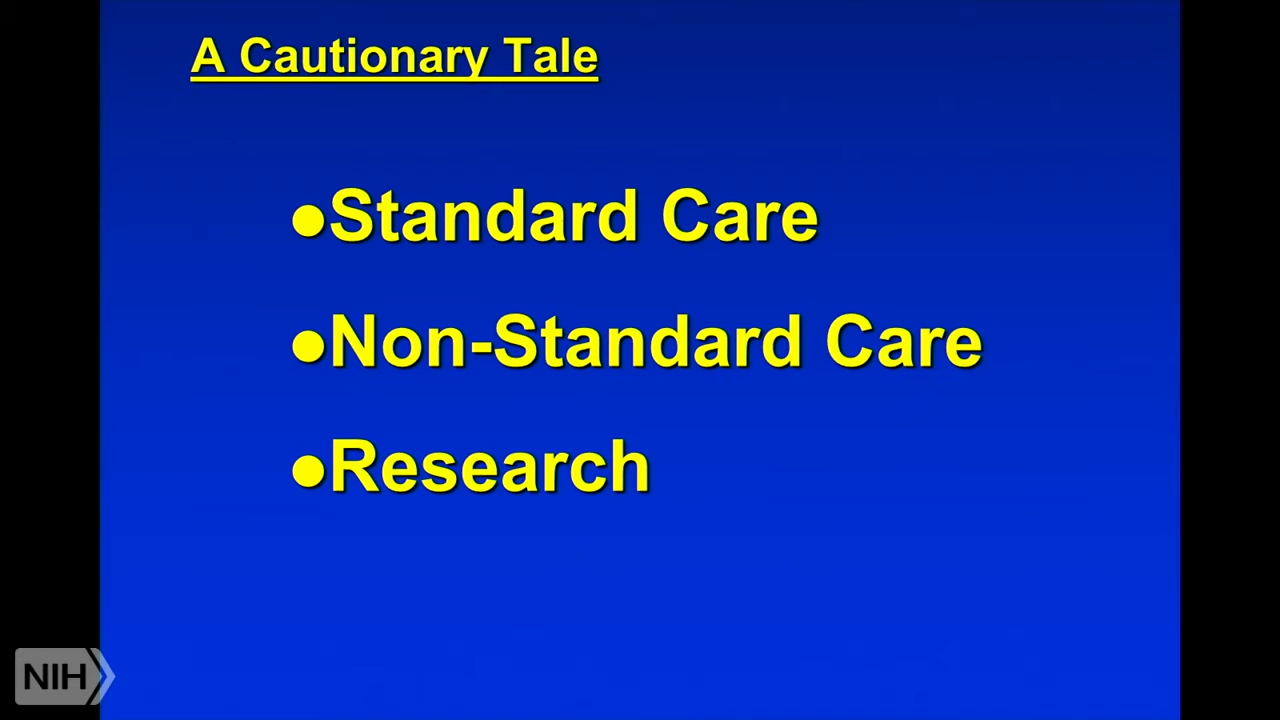 A Cautionary Tale
●Standard Care
●Non-Standard Care
●Research
NIH